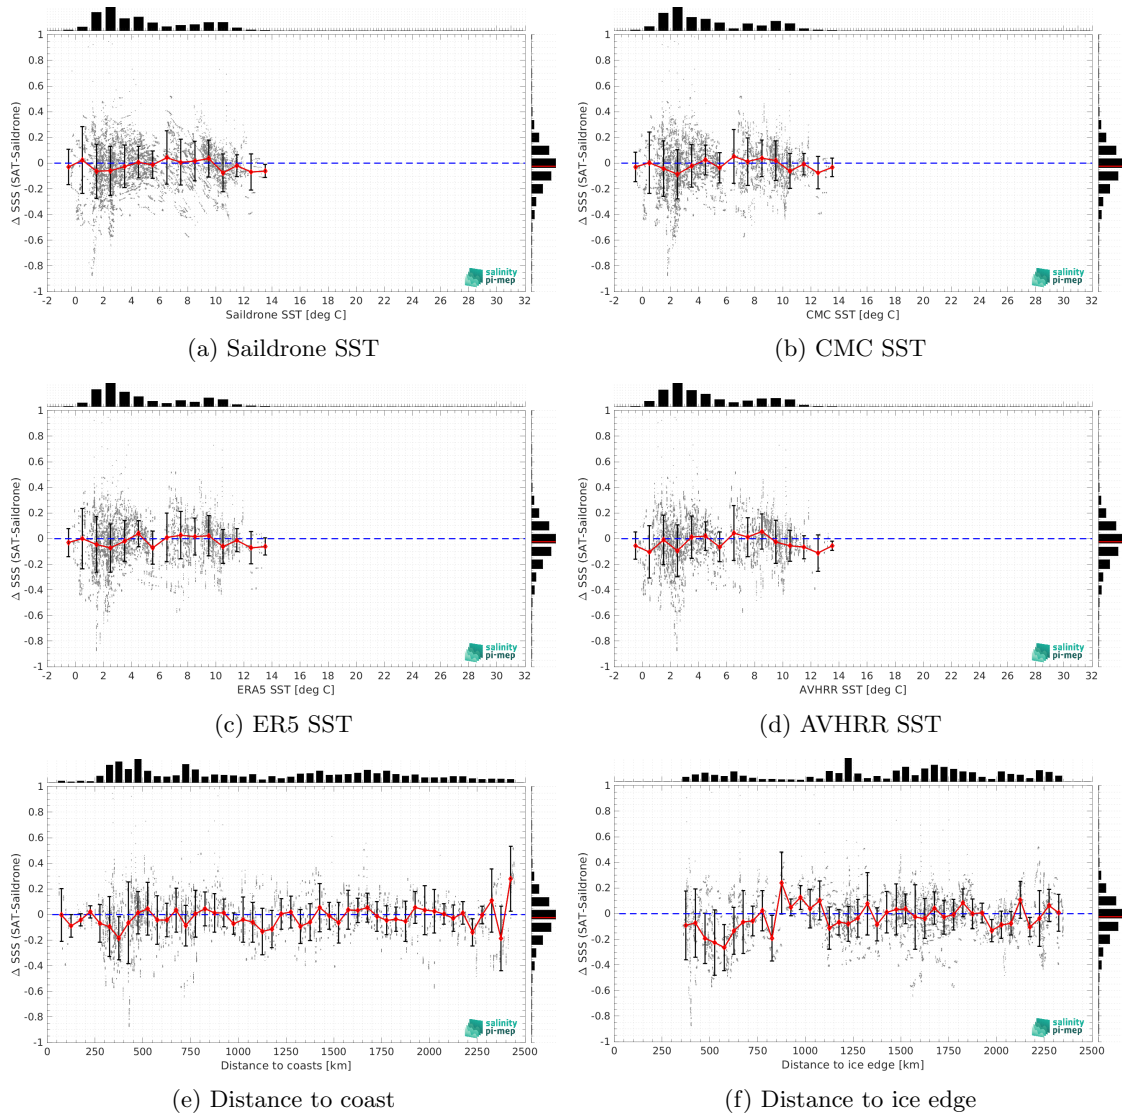 1
0.8
0.6
0.4
0.2
0
-0.2
-0.4
-0.6
-0.8
-1
Δ SSS (SAT-Saildrone)
salinity
pi-mep
-2 0 2 4 6 8 10 12 14 16 18 20 22 24 26 28 30 32
Saildrone SST [deg C]
(a) Saildrone SST
1
0.8
0.6
0.4
0.2
0
-0.2
-0.4
-0.6
-0.8
-1
Δ SSS (SAT-Saildrone)
salinity
pi-mep
-2 0 2 4 6 8 10 12 14 16 18 20 22 24 26 28 30 32
CMC SST [deg C]
(b) CMC SST
1
0.8
0.6
0.4
0.2
0
-0.2
-0.4
-0.6
-0.8
-1
Δ SSS (SAT-Saildrone)
salinity
pi-mep
-2 0 2 4 6 8 10 12 14 16 18 20 22 24 26 28 30 32
ERA5 SST [deg C]
(c) ER5 SST
1
0.8
0.6
0.4
0.2
0
-0.2
-0.4
-0.6
-0.8
-1
Δ SSS (SAT-Saildrone)
salinity
pi-mep
-2 0 2 4 6 8 10 12 14 16 18 20 22 24 26 28 30 32
AVHRR SST [deg C]
(d) AVHRR SST
1
0.8
0.6
0.4
0.2
0
-0.2
-0.4
-0.6
-0.8
-1
Δ SSS (SAT-Saildrone)
salinity
pi-mep
0 250 500 750 1000 1250 1500 1750 2000 2250 2500
Distance to coasts [km]
(e) Distance to coast
1
0.8
0.6
0.4
0.2
0
-0.2
-0.4
-0.6
-0.8
-1
Δ SSS (SAT-Saildrone)
salinity
pi-mep
0 250 500 750 1000 1250 1500 1750 2000 2250 2500
Distance to ice edge [km]
(f) Distance to ice edge